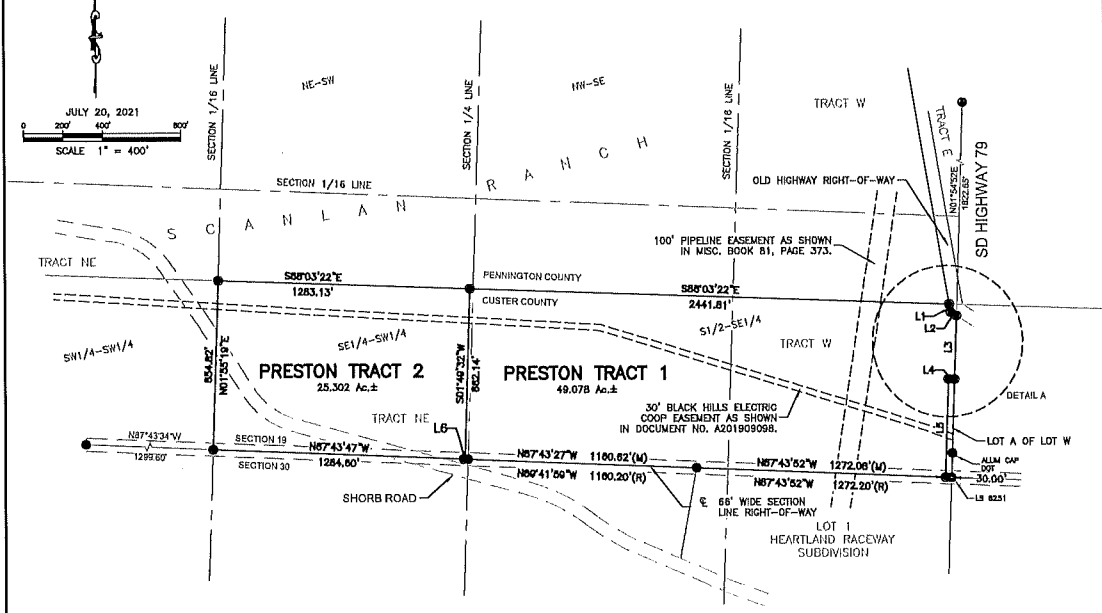 JULY 20, 2021
0 200' 400' 800'
SCALE 1" = 400'
SECTION 1/16 LINE
NE-SW
SECTION 1/4 LINE
NW-SE
SECTION 1/16 LINE
TRACT W
TRACT E
N01°54'52"E
1822.65'
SD HIGHWAY 79
OLD HIGHWAY RIGHT-OF-WAY
SECTION 1/16 LINE
SCANLAN RANCH
100' PIPELINE EASEMENT AS SHOWN
IN MISC. BOOK 81, PAGE 373.
TRACT NE
S88°03'22"E
1283.13'
PENNINGTON COUNTY
CUSTER COUNTY
S88°03'22"E
2441.81'
L1
L2
L3
L4
L5
DETAIL A
SW1/4-SW1/4
654.82'
N01°55'19"E
SE1/4-SW1/4
S01°49'32"W
662.14'
S1/2-SE1/4
TRACT W
PRESTON TRACT 2
25.302 Ac.±
PRESTON TRACT 1
49.078 Ac.±
TRACT NE
30' BLACK HILLS ELECTRIC
COOP EASEMENT AS SHOWN
IN DOCUMENT NO. A201909098.
LOT A OF LOT W
ALUM CAP
DOT
30.00'
LS 8251
L6
N87°43'34"W
1299.60'
SECTION 19
SECTION 30
N87°43'47"W
1284.60'
N87°43'27"W 1160.62'(M)
N89°41'59"W 1160.20'(R)
N87°43'52"W 1272.06'(M)
N87°43'52"W 1272.20'(R)
SHORB ROAD
℄ 66' WIDE SECTION
LINE RIGHT-OF-WAY
LOT 1
HEARTLAND RACEWAY
SUBDIVISION